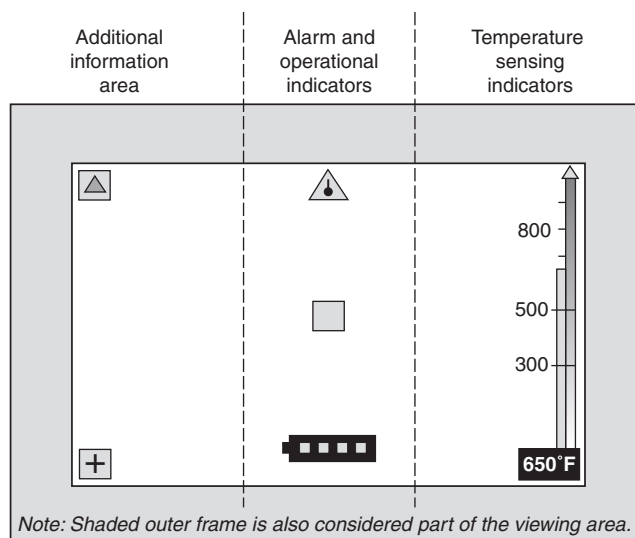 Additional
information
area
Alarm and
operational
indicators
Temperature
sensing
indicators
800
500
300
650°F
Note: Shaded outer frame is also considered part of the viewing area.